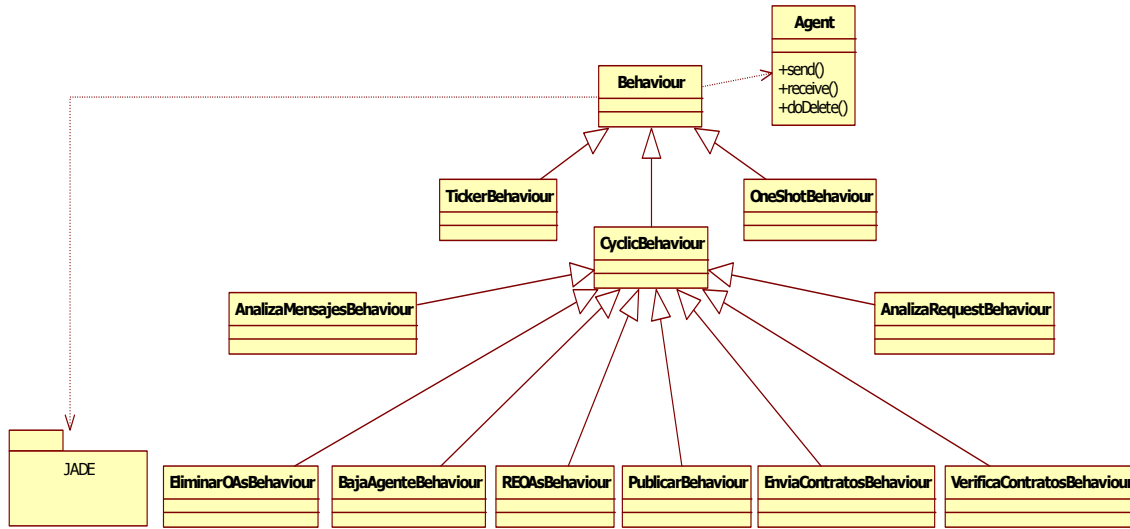 Agent
+send()
+receive()
+doDelete()
Behaviour
TickerBehaviour
OneShotBehaviour
CyclicBehaviour
AnalizaMensajesBehaviour
AnalizaRequestBehaviour
JADE
EliminarOAsBehaviour
BajaAgenteBehaviour
REOAsBehaviour
PublicarBehaviour
EnviaContratosBehaviour
VerificaContratosBehaviour